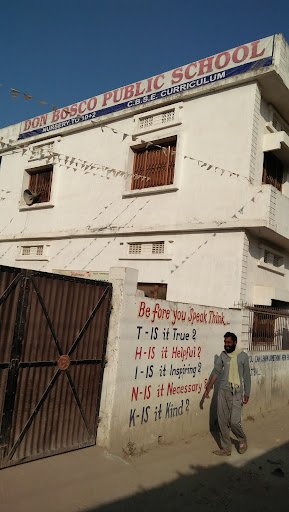 DON BOSCO PUBLIC SCHOOL
NURSERY TO 10+2 C.B.S.E. CURRICULUM
Before you Speak Think...
T - IS it True ?
H - IS it Helpful ?
I - IS it Inspiring ?
N - IS it Necessary ?
K - IS it Kind ?